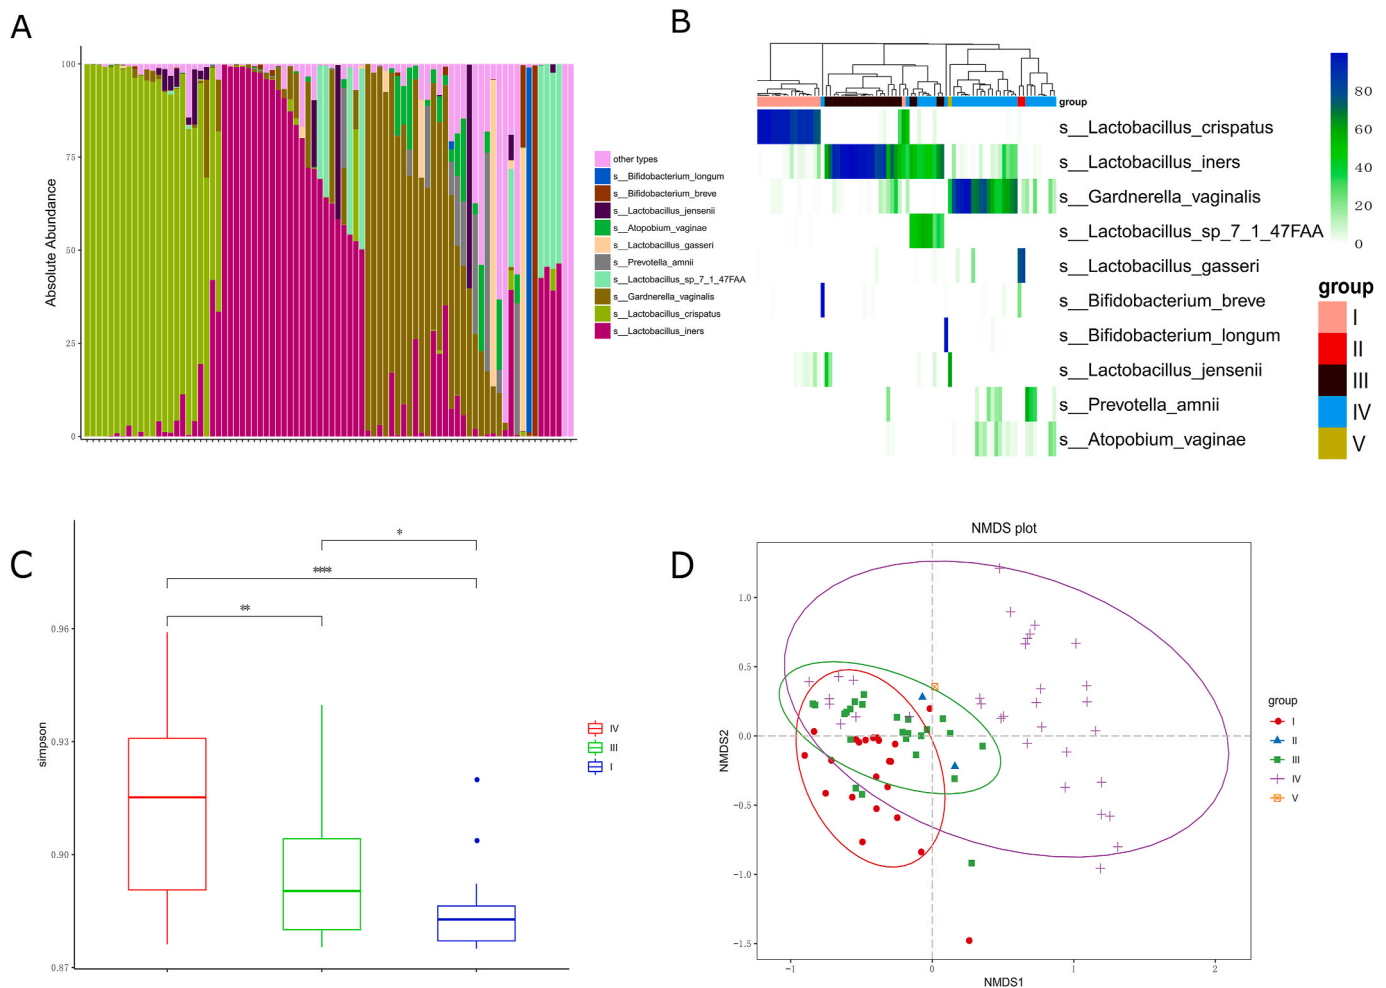 A
Absolute Abundance
100
75
50
25
0
other types
s__Bifidobacterium_longum
s__Bifidobacterium_breve
s__Lactobacillus_jensenii
s__Atopobium_vaginae
s__Lactobacillus_gasseri
s__Prevotella_amnii
s__Lactobacillus_sp_7_1_47FAA
s__Gardnerella_vaginalis
s__Lactobacillus_crispatus
s__Lactobacillus_iners
B
group
s__Lactobacillus_crispatus
s__Lactobacillus_iners
s__Gardnerella_vaginalis
s__Lactobacillus_sp_7_1_47FAA
s__Lactobacillus_gasseri
s__Bifidobacterium_breve
s__Bifidobacterium_longum
s__Lactobacillus_jensenii
s__Prevotella_amnii
s__Atopobium_vaginae
80
60
40
20
0
group
I
II
III
IV
V
C
simpson
0.96
0.93
0.90
0.87
*
****
**
IV
III
I
D
NMDS plot
NMDS2
1.0
0.5
0.0
-0.5
-1.0
-1.5
-1
0
1
2
NMDS1
group
I
II
III
IV
V